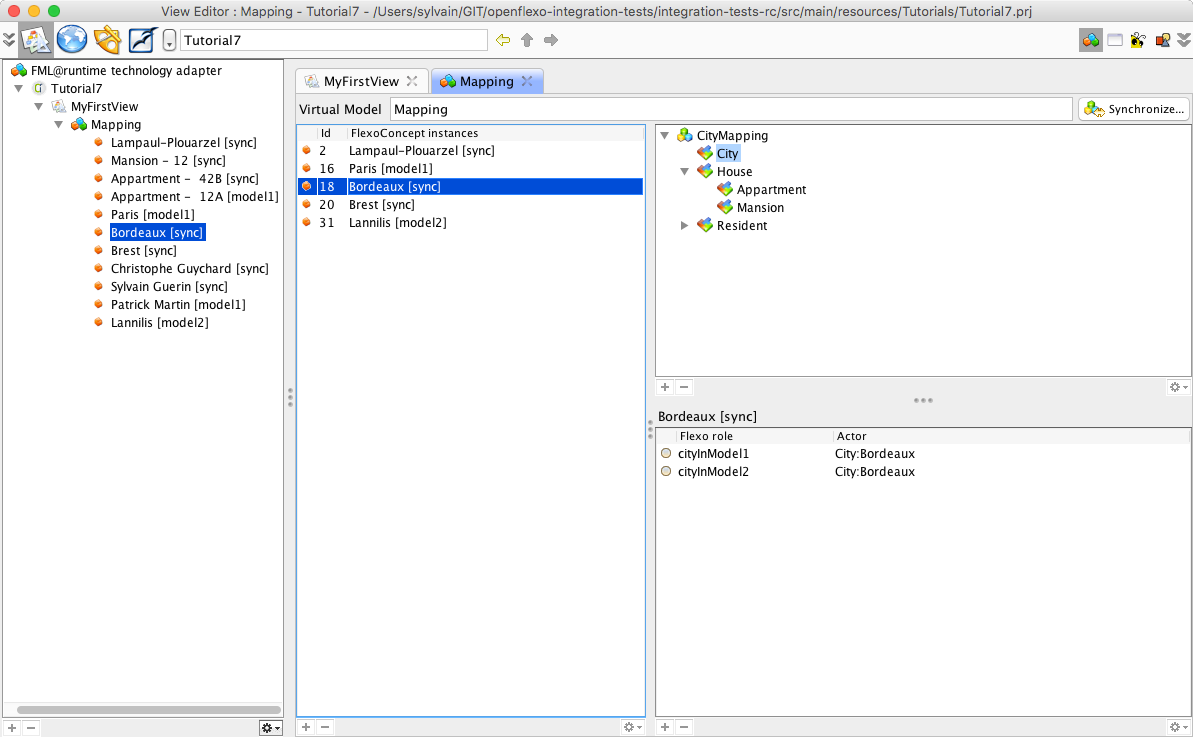 View Editor : Mapping - Tutorial7 - /Users/sylvain/GIT/openflexo-integration-tests/integration-tests-rc/src/main/resources/Tutorials/Tutorial7.prj
Tutorial7
FML@runtime technology adapter
Tutorial7
MyFirstView
Mapping
Lampaul-Plouarzel [sync]
Mansion - 12 [sync]
Appartment - 42B [sync]
Appartment - 12A [model1]
Paris [model1]
Bordeaux [sync]
Brest [sync]
Christophe Guychard [sync]
Sylvain Guerin [sync]
Patrick Martin [model1]
Lannilis [model2]
MyFirstView
Mapping
Virtual Model
Mapping
Synchronize...
Id FlexoConcept instances
2 Lampaul-Plouarzel [sync]
16 Paris [model1]
18 Bordeaux [sync]
20 Brest [sync]
31 Lannilis [model2]
CityMapping
City
House
Appartment
Mansion
Resident
Bordeaux [sync]
Flexo role Actor
cityInModel1 City:Bordeaux
cityInModel2 City:Bordeaux